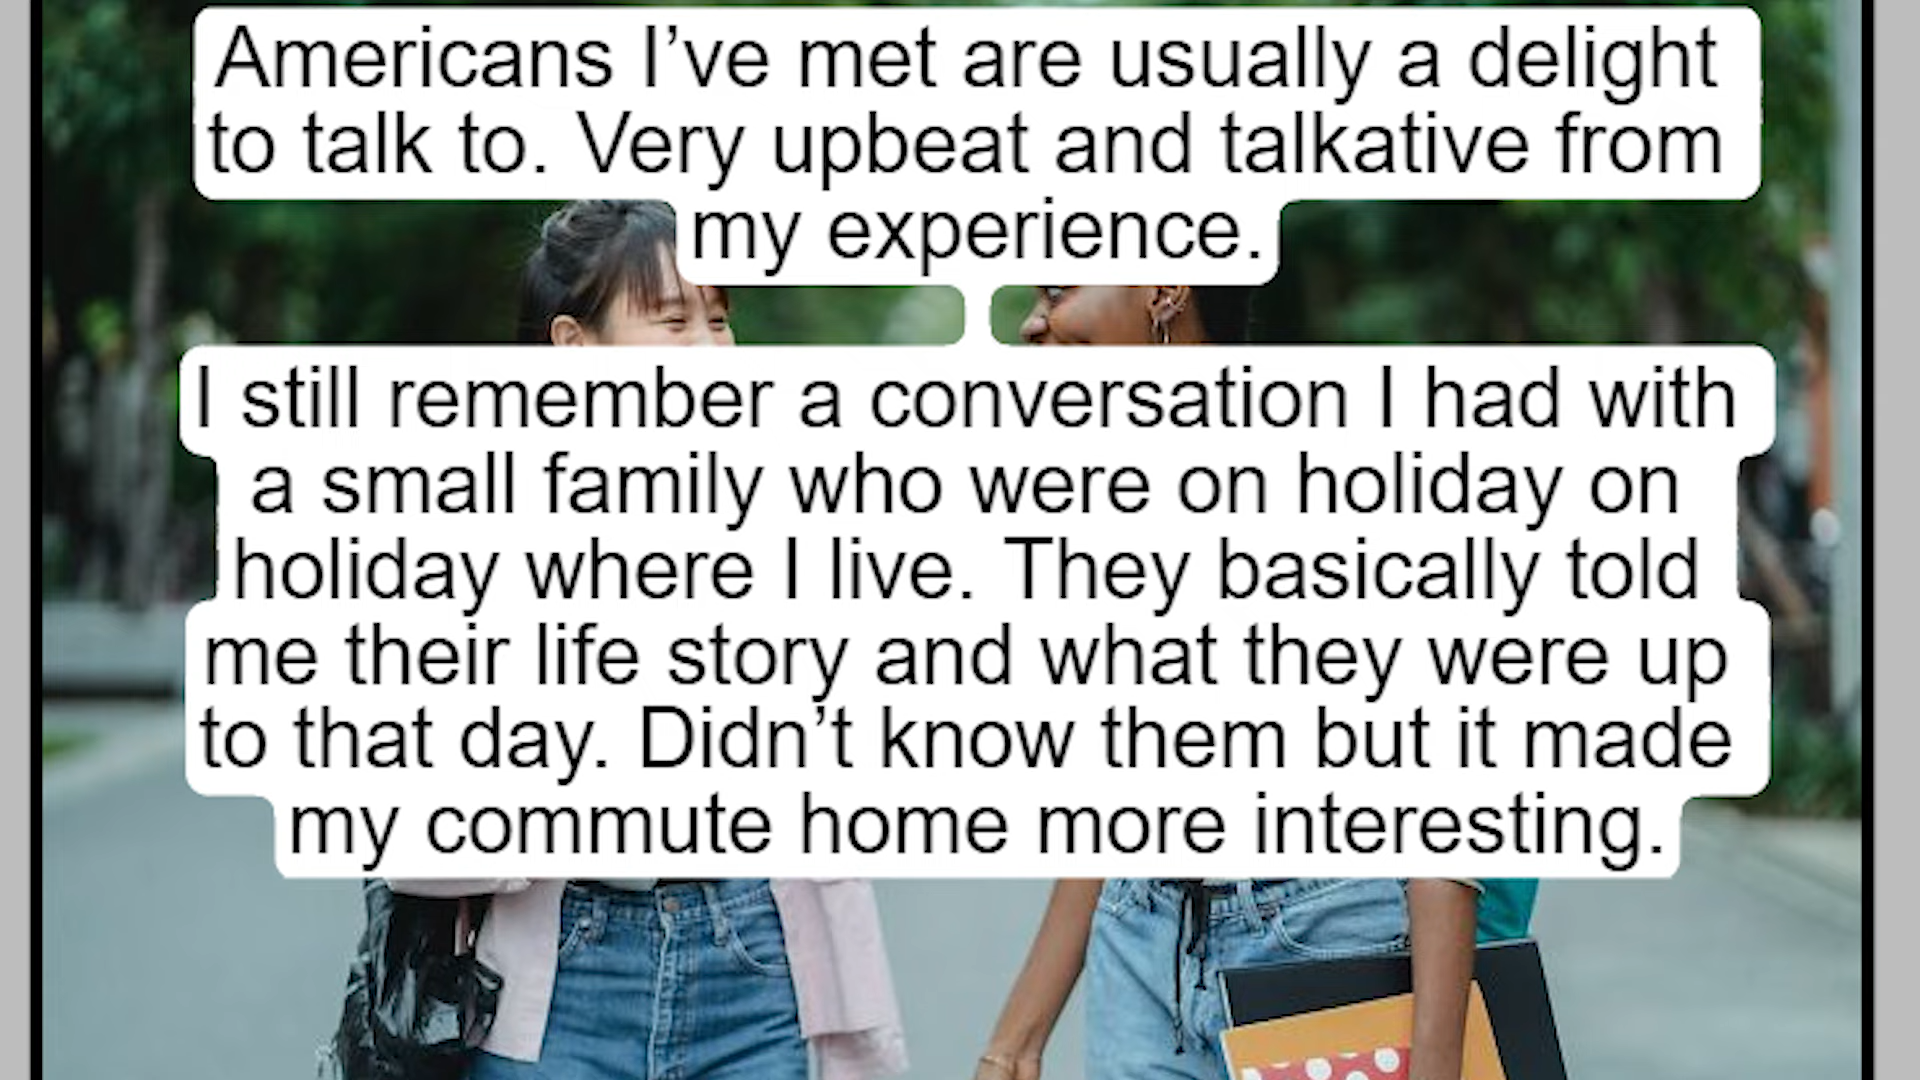 Americans I’ve met are usually a delight
to talk to. Very upbeat and talkative from
my experience.
I still remember a conversation I had with
a small family who were on holiday on
holiday where I live. They basically told
me their life story and what they were up
to that day. Didn’t know them but it made
my commute home more interesting.